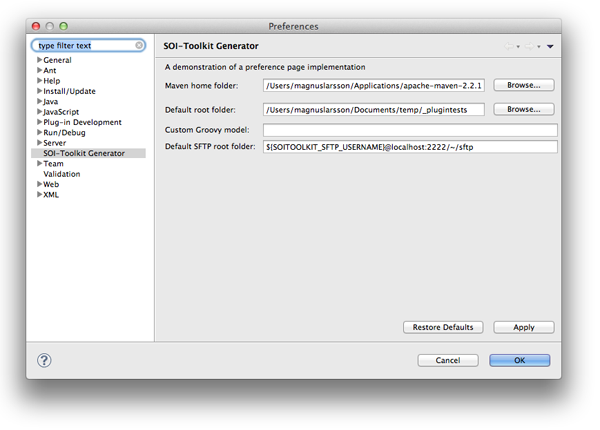 Preferences
type filter text
General
Ant
Help
Install/Update
Java
JavaScript
Plug-in Development
Run/Debug
Server
SOI-Toolkit Generator
Team
Validation
Web
XML
SOI-Toolkit Generator
A demonstration of a preference page implementation
Maven home folder: /Users/magnuslarsson/Applications/apache-maven-2.2.1 Browse...
Default root folder: /Users/magnuslarsson/Documents/temp/_plugintests Browse...
Custom Groovy model:
Default SFTP root folder: ${SOITOOLKIT_SFTP_USERNAME}@localhost:2222/~/sftp
Restore Defaults Apply
? Cancel OK